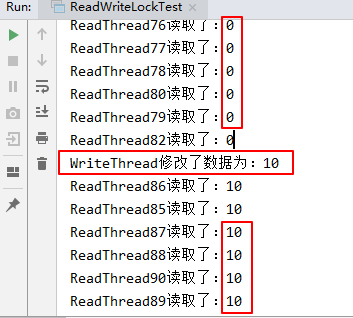 Run: ReadWriteLockTest
ReadThread76读取了：0
ReadThread77读取了：0
ReadThread78读取了：0
ReadThread80读取了：0
ReadThread79读取了：0
ReadThread82读取了：0
WriteThread修改了数据为：10
ReadThread86读取了：10
ReadThread85读取了：10
ReadThread87读取了：10
ReadThread88读取了：10
ReadThread90读取了：10
ReadThread89读取了：10